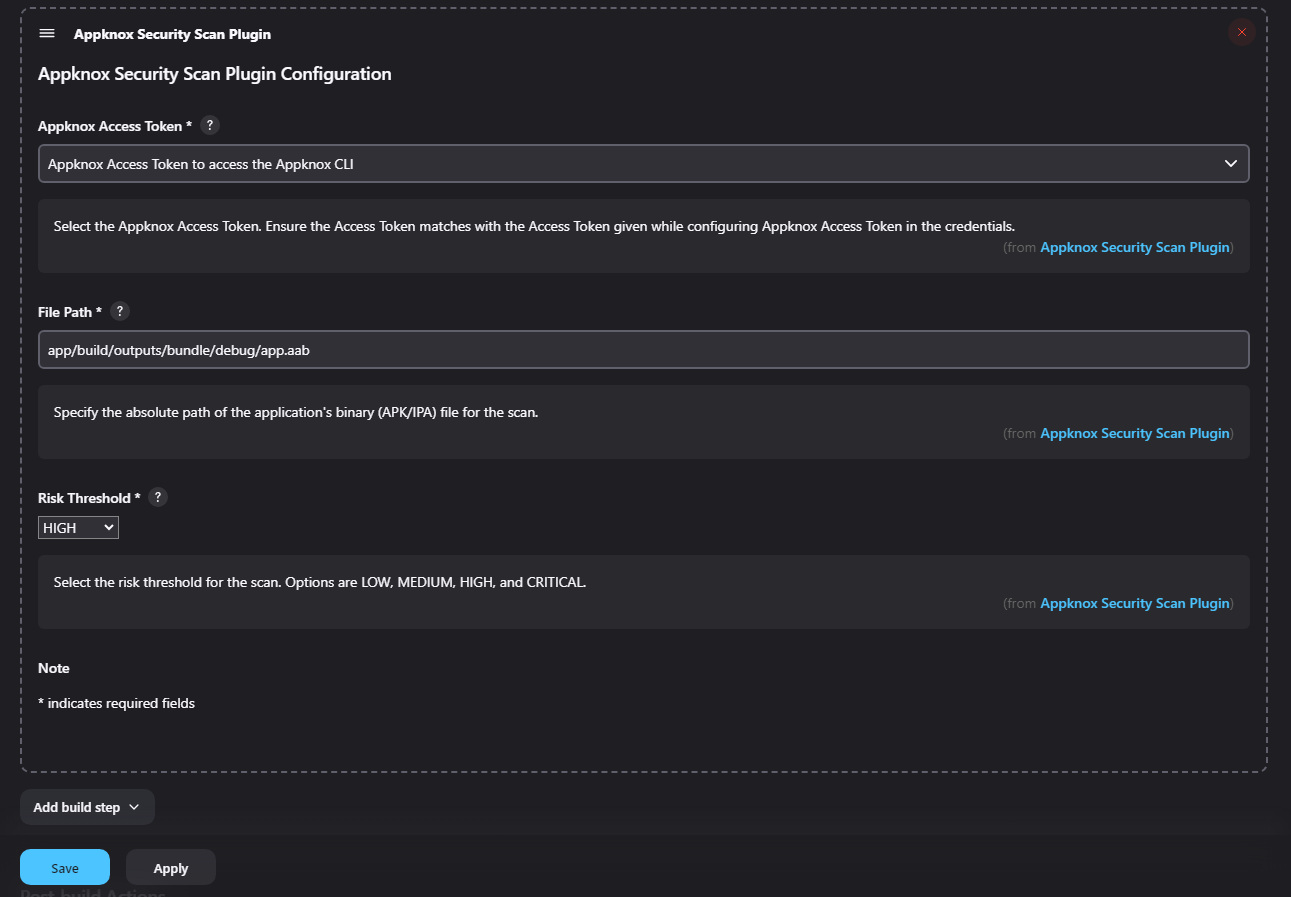 Appknox Security Scan Plugin
Appknox Security Scan Plugin Configuration
Appknox Access Token * ?
Appknox Access Token to access the Appknox CLI
Select the Appknox Access Token. Ensure the Access Token matches with the Access Token given while configuring Appknox Access Token in the credentials.
(from Appknox Security Scan Plugin)
File Path * ?
app/build/outputs/bundle/debug/app.aab
Specify the absolute path of the application's binary (APK/IPA) file for the scan.
(from Appknox Security Scan Plugin)
Risk Threshold * ?
HIGH
Select the risk threshold for the scan. Options are LOW, MEDIUM, HIGH, and CRITICAL.
(from Appknox Security Scan Plugin)
Note
* indicates required fields
Add build step
Save
Apply
Post-build Actions